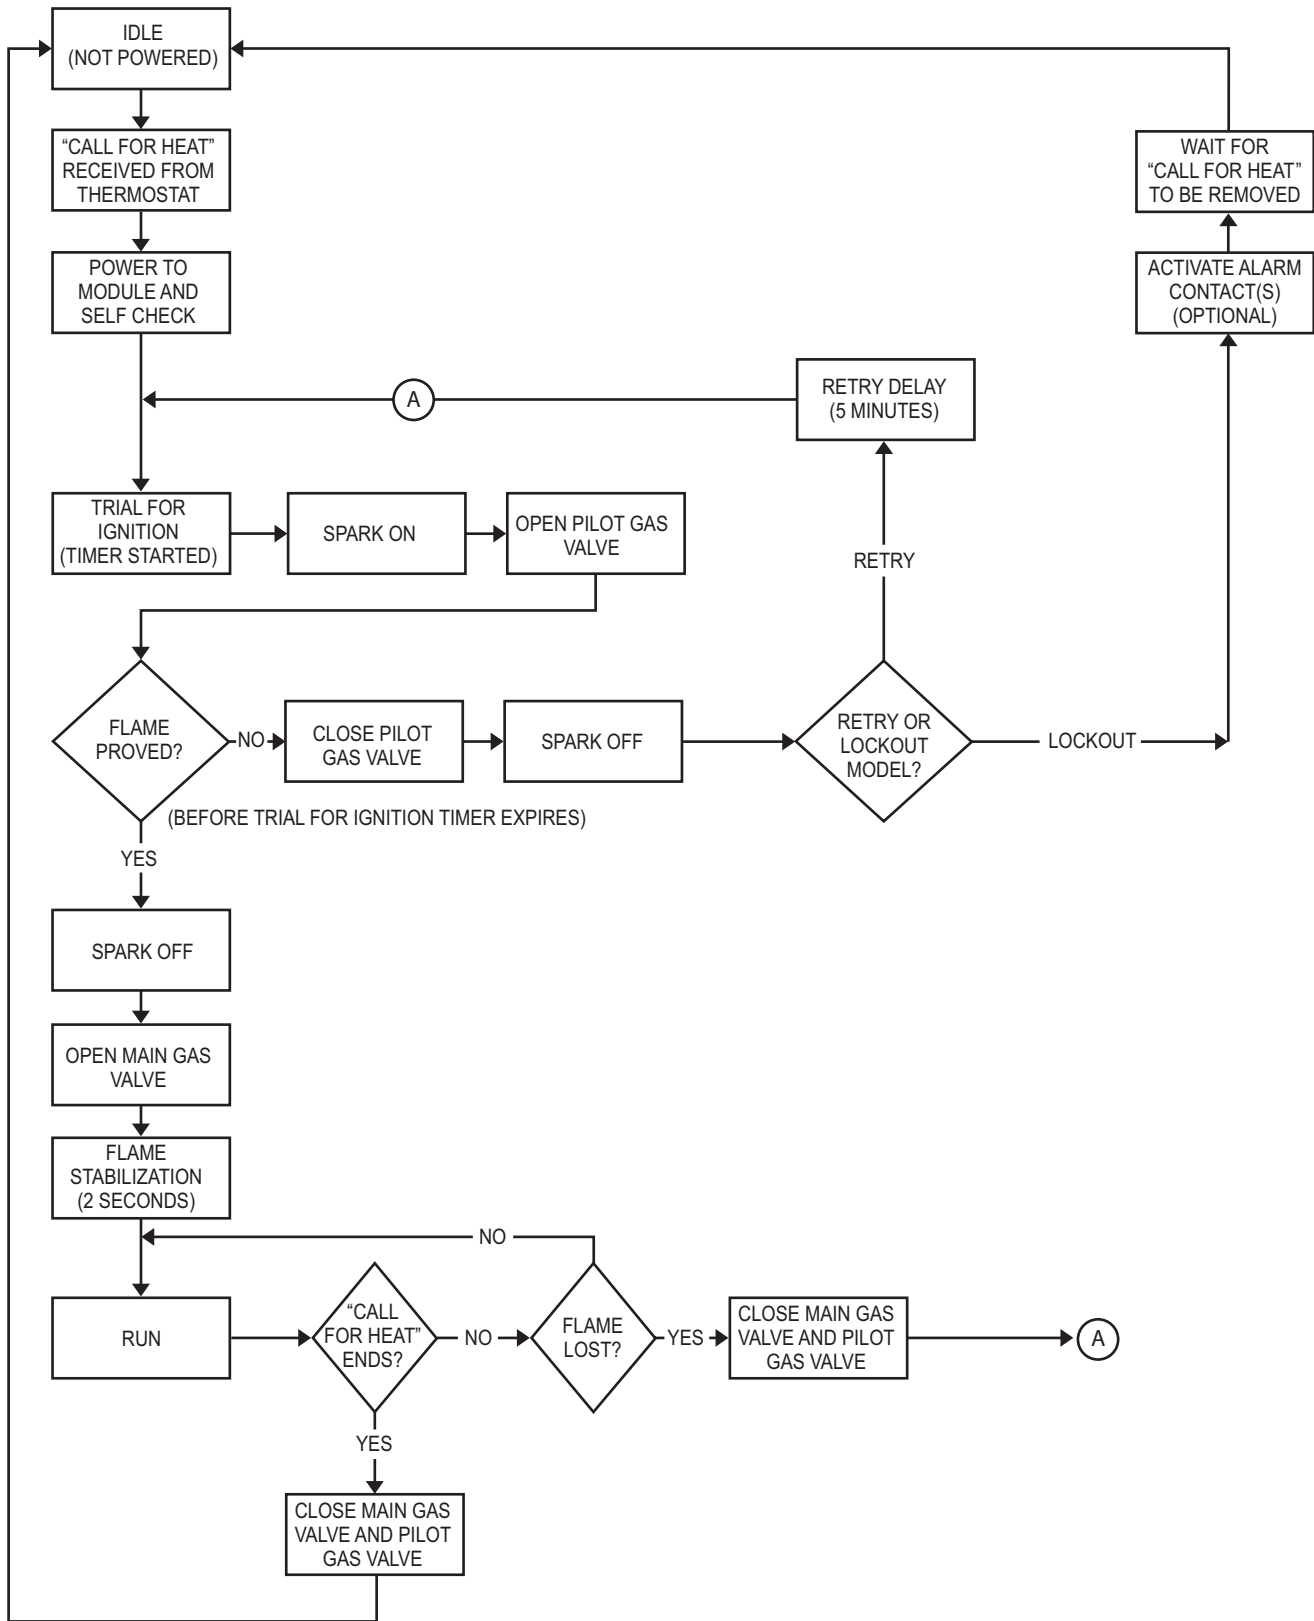 IDLE
(NOT POWERED)
“CALL FOR HEAT”
RECEIVED FROM
THERMOSTAT
WAIT FOR
“CALL FOR HEAT”
TO BE REMOVED
POWER TO
MODULE AND
SELF CHECK
ACTIVATE ALARM
CONTACT(S)
(OPTIONAL)
A
RETRY DELAY
(5 MINUTES)
TRIAL FOR
IGNITION
(TIMER STARTED)
SPARK ON
OPEN PILOT GAS
VALVE
RETRY
FLAME
PROVED?
NO
CLOSE PILOT
GAS VALVE
SPARK OFF
RETRY OR
LOCKOUT
MODEL?
LOCKOUT
(BEFORE TRIAL FOR IGNITION TIMER EXPIRES)
YES
SPARK OFF
OPEN MAIN GAS
VALVE
FLAME
STABILIZATION
(2 SECONDS)
NO
RUN
“CALL
FOR HEAT”
ENDS?
NO
FLAME
LOST?
YES
CLOSE MAIN GAS
VALVE AND PILOT
GAS VALVE
A
YES
CLOSE MAIN GAS
VALVE AND PILOT
GAS VALVE